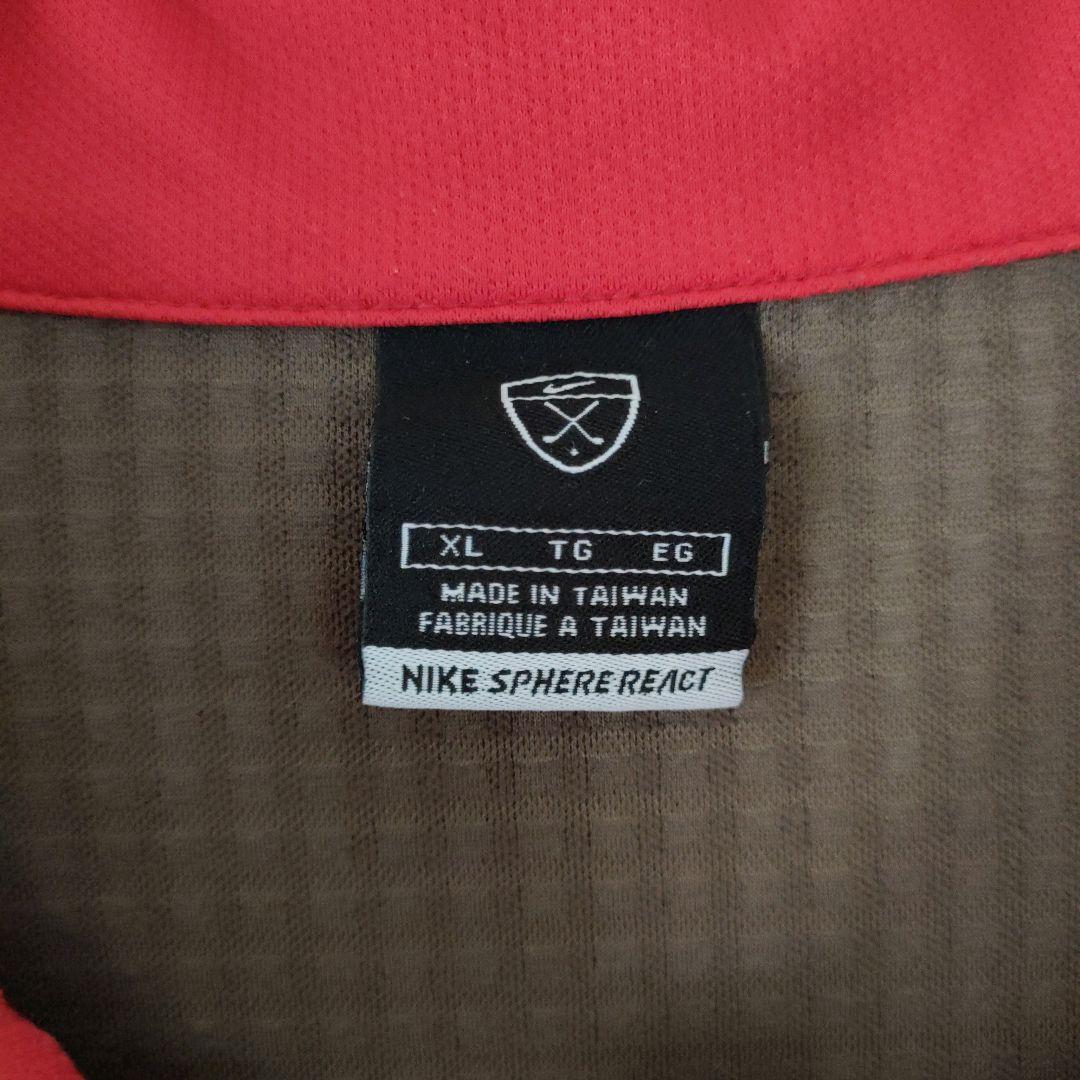 XL TG EG
MADE IN TAIWAN
FABRIQUE A TAIWAN
NIKE SPHERE REACT